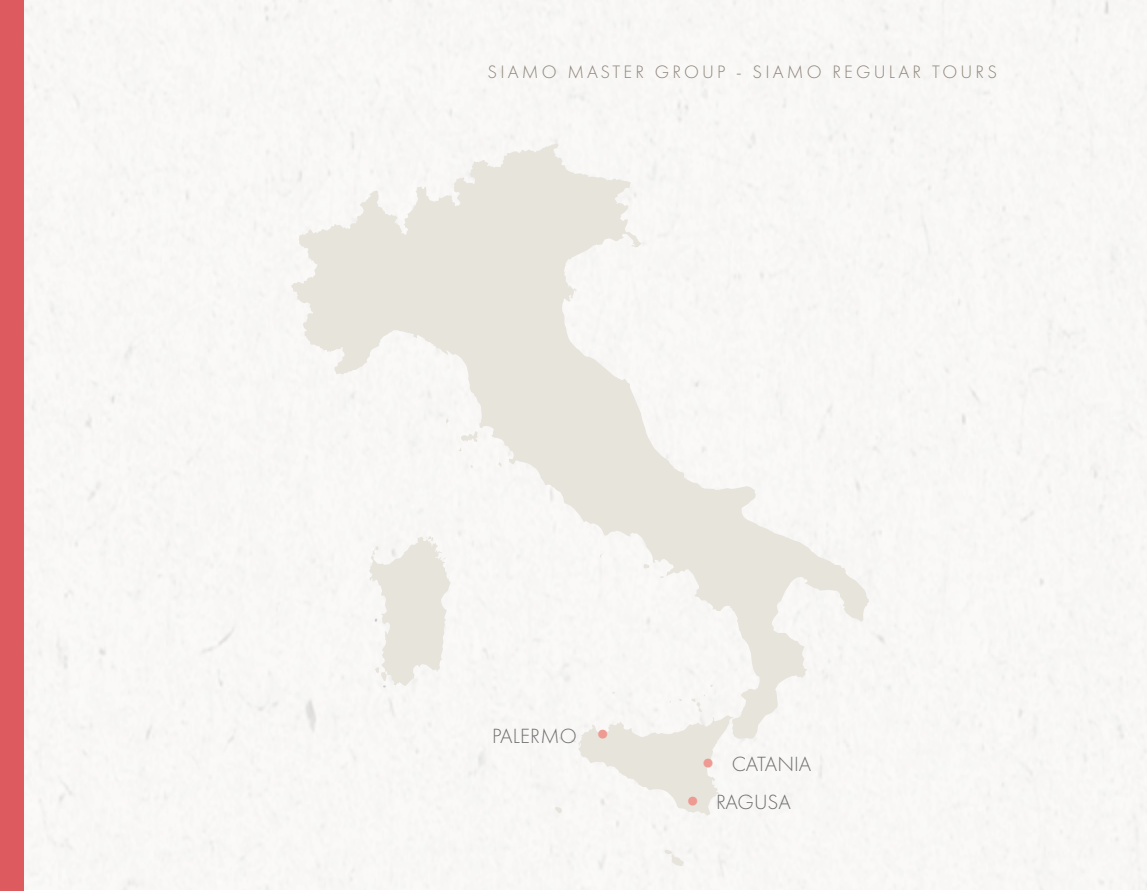 SIAMO MASTER GROUP - SIAMO REGULAR TOURS
PALERMO
CATANIA
RAGUSA